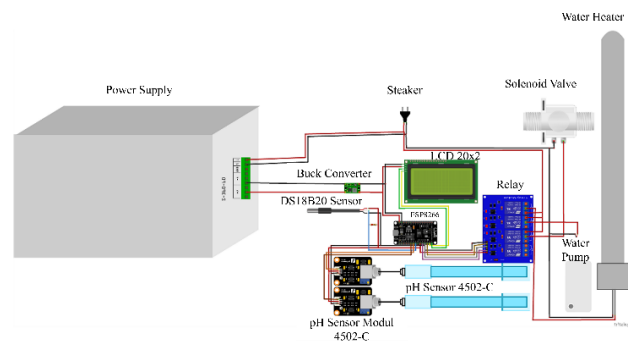 Water Heater
Solenoid Valve
Power Supply
Steaker
LCD 20x2
Buck Converter
Relay
DS18B20 Sensor
ESP8266
Water
Pump
pH Sensor 4502-C
pH Sensor Modul
4502-C